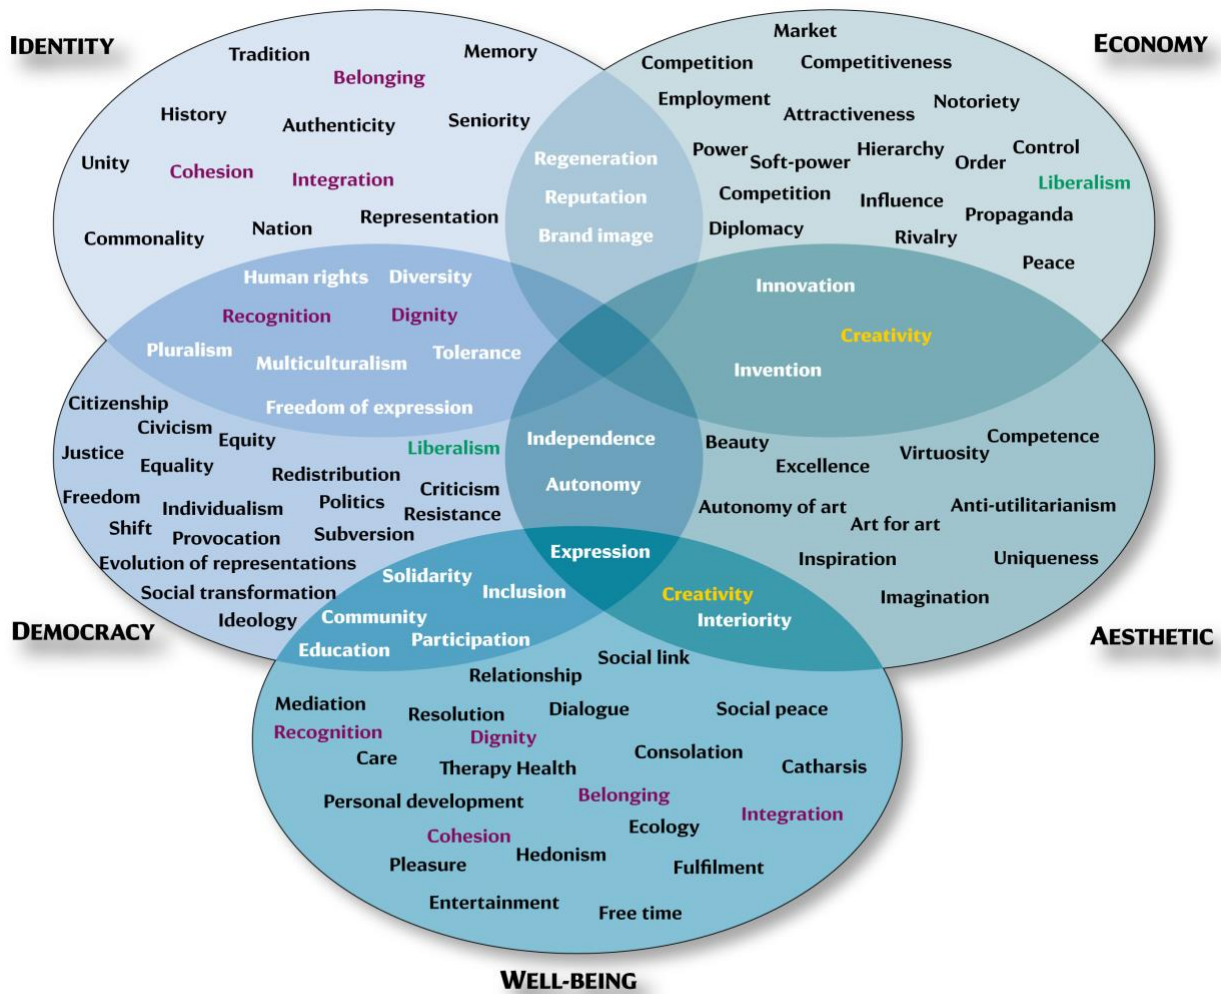 IDENTITY
ECONOMY
Tradition
Memory
Belonging
History
Authenticity
Seniority
Unity
Cohesion
Integration
Commonality
Nation
Representation
Regeneration
Reputation
Brand image
Market
Competition
Competitiveness
Employment
Attractiveness
Notoriety
Power
Soft-power
Hierarchy
Order
Control
Liberalism
Competition
Influence
Propaganda
Diplomacy
Rivalry
Peace
Human rights
Diversity
Recognition
Dignity
Pluralism
Multiculturalism
Tolerance
Freedom of expression
Innovation
Creativity
Invention
Citizenship
Civicism
Equity
Justice
Equality
Liberalism
Redistribution
Criticism
Freedom
Individualism
Politics
Resistance
Shift
Provocation
Subversion
Evolution of representations
Social transformation
Ideology
DEMOCRACY
Independence
Autonomy
Expression
Beauty
Excellence
Virtuosity
Competence
Autonomy of art
Art for art
Anti-utilitarianism
Inspiration
Uniqueness
Imagination
AESTHETIC
Solidarity
Inclusion
Community
Education
Participation
Creativity
Interiority
Social link
Relationship
Mediation
Resolution
Dialogue
Social peace
Recognition
Dignity
Care
Therapy Health
Consolation
Catharsis
Personal development
Belonging
Integration
Cohesion
Ecology
Pleasure
Hedonism
Fulfilment
Entertainment
Free time
WELL-BEING